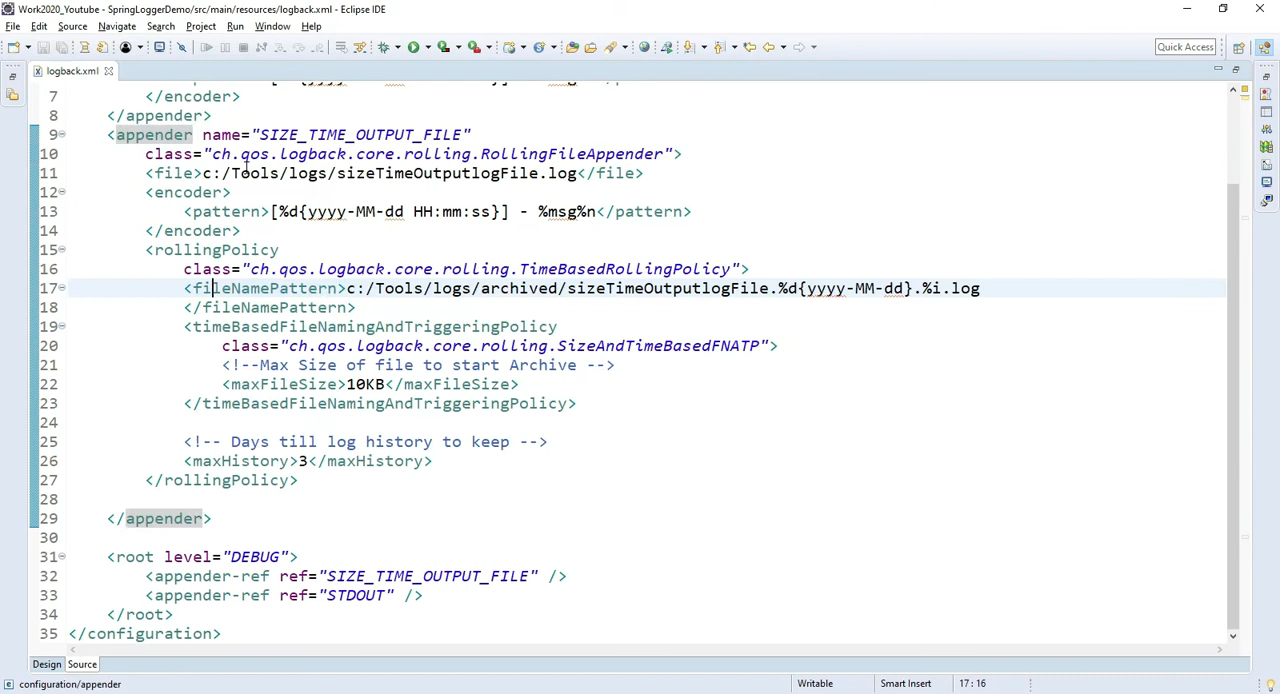 Work2020_Youtube - SpringLoggerDemo/src/main/resources/logback.xml - Eclipse IDE
File Edit Source Navigate Search Project Run Window Help
Quick Access
logback.xml
7 </encoder>
8 </appender>
9 <appender name="SIZE_TIME_OUTPUT_FILE"
10 class="ch.qos.logback.core.rolling.RollingFileAppender">
11 <file>c:/Tools/logs/sizeTimeOutputlogFile.log</file>
12 <encoder>
13 <pattern>[%d{yyyy-MM-dd HH:mm:ss}] - %msg%n</pattern>
14 </encoder>
15 <rollingPolicy
16 class="ch.qos.logback.core.rolling.TimeBasedRollingPolicy">
17 <fileNamePattern>c:/Tools/logs/archived/sizeTimeOutputlogFile.%d{yyyy-MM-dd}.%i.log
18 </fileNamePattern>
19 <timeBasedFileNamingAndTriggeringPolicy
20 class="ch.qos.logback.core.rolling.SizeAndTimeBasedFNATP">
21 <!--Max Size of file to start Archive -->
22 <maxFileSize>10KB</maxFileSize>
23 </timeBasedFileNamingAndTriggeringPolicy>
24
25 <!-- Days till log history to keep -->
26 <maxHistory>3</maxHistory>
27 </rollingPolicy>
28
29 </appender>
30
31 <root level="DEBUG">
32 <appender-ref ref="SIZE_TIME_OUTPUT_FILE" />
33 <appender-ref ref="STDOUT" />
34 </root>
35 </configuration>
Design Source
configuration/appender Writable Smart Insert 17 : 16